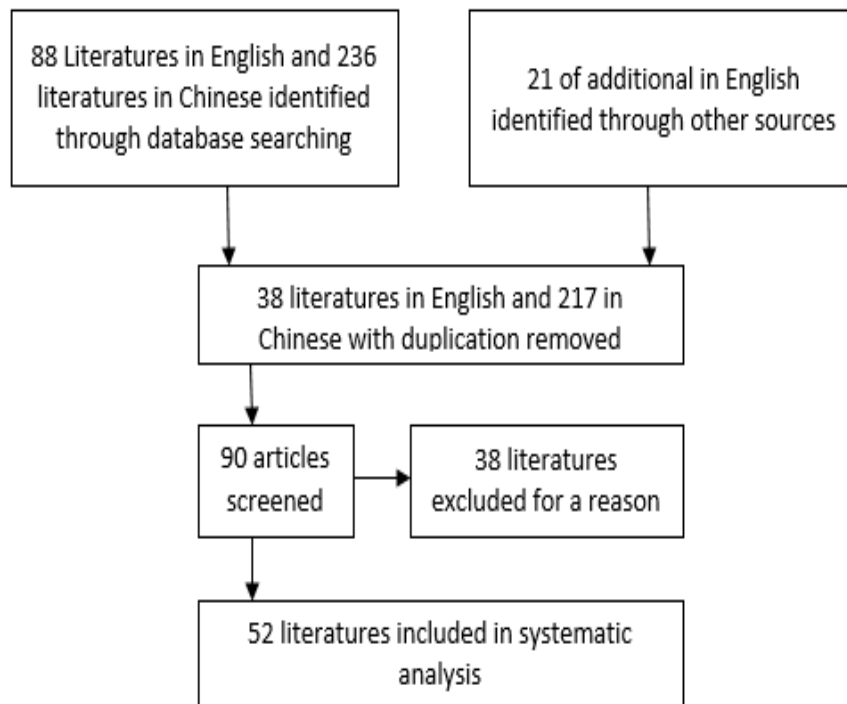 88 Literatures in English and 236
literatures in Chinese identified
through database searching
21 of additional in English
identified through other sources
38 literatures in English and 217 in
Chinese with duplication removed
90 articles
screened
38 literatures
excluded for a reason
52 literatures included in systematic
analysis